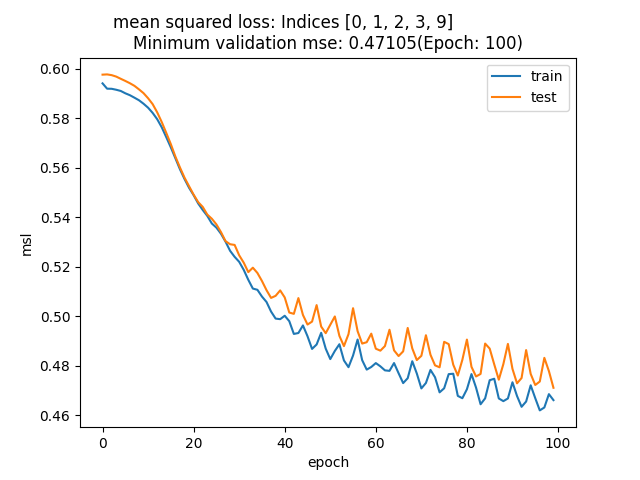 mean squared loss: Indices [0, 1, 2, 3, 9]
Minimum validation mse: 0.47105(Epoch: 100)
train
test
0.60
0.58
0.56
0.54
0.52
0.50
0.48
0.46
msl
0 20 40 60 80 100
epoch